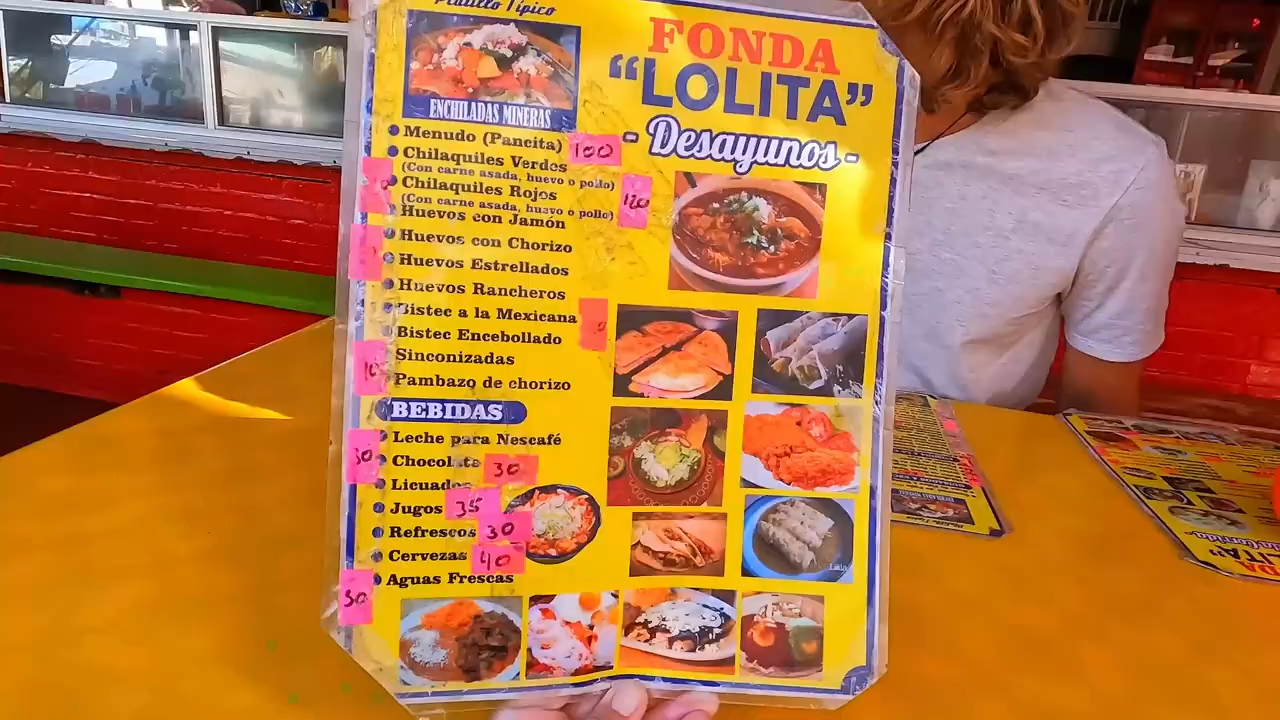 Platillo Típico
ENCHILADAS MINERAS
FONDA
“LOLITA”
- Desayunos -
Menudo (Pancita) 100
Chilaquiles Verdes
(Con carne asada, huevo o pollo)
Chilaquiles Rojos 120
(Con carne asada, huevo o pollo)
Huevos con Jamón
Huevos con Chorizo
Huevos Estrellados
Huevos Rancheros
Bistec a la Mexicana
Bistec Encebollado
Sinconizadas
Pambazo de chorizo
BEBIDAS
Leche para Nescafé
30 Chocolate 30
Licuados
Jugos 35
Refrescos 30
Cervezas 40
Aguas Frescas
30